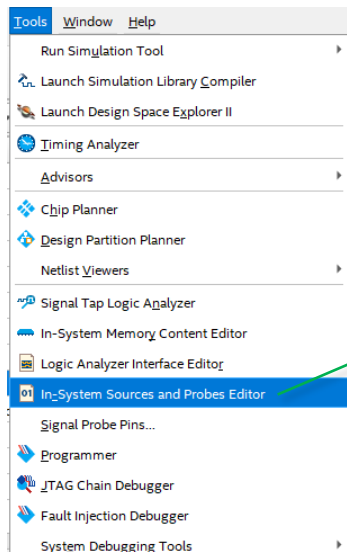 Tools Window Help
Run Simulation Tool
Launch Simulation Library Compiler
Launch Design Space Explorer II
Timing Analyzer
Advisors
Chip Planner
Design Partition Planner
Netlist Viewers
Signal Tap Logic Analyzer
In-System Memory Content Editor
Logic Analyzer Interface Editor
01 In-System Sources and Probes Editor
Signal Probe Pins...
Programmer
JTAG Chain Debugger
Fault Injection Debugger
System Debugging Tools